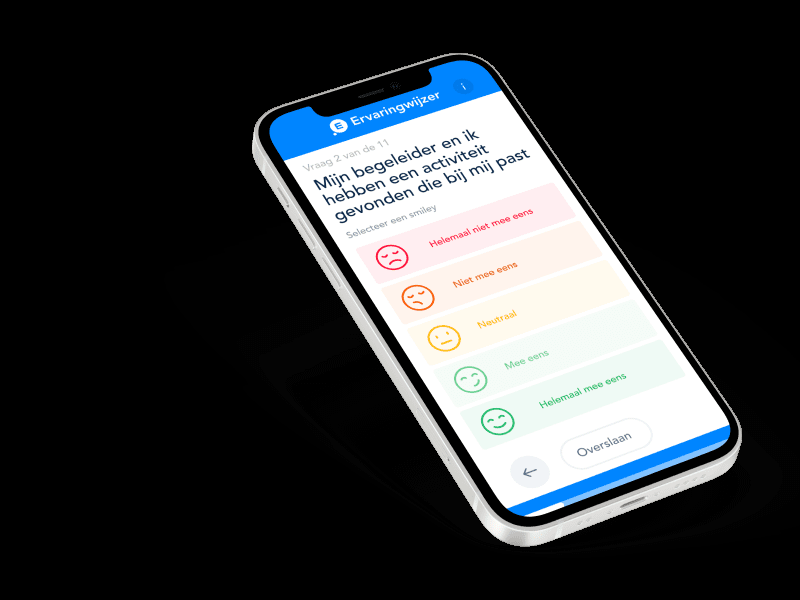 Ervaringwijzer
i
Vraag 2 van de 11
Mijn begeleider en ik
hebben een activiteit
gevonden die bij mij past
Selecteer een smiley
Helemaal niet mee eens
Niet mee eens
Neutraal
Mee eens
Helemaal mee eens
Overslaan